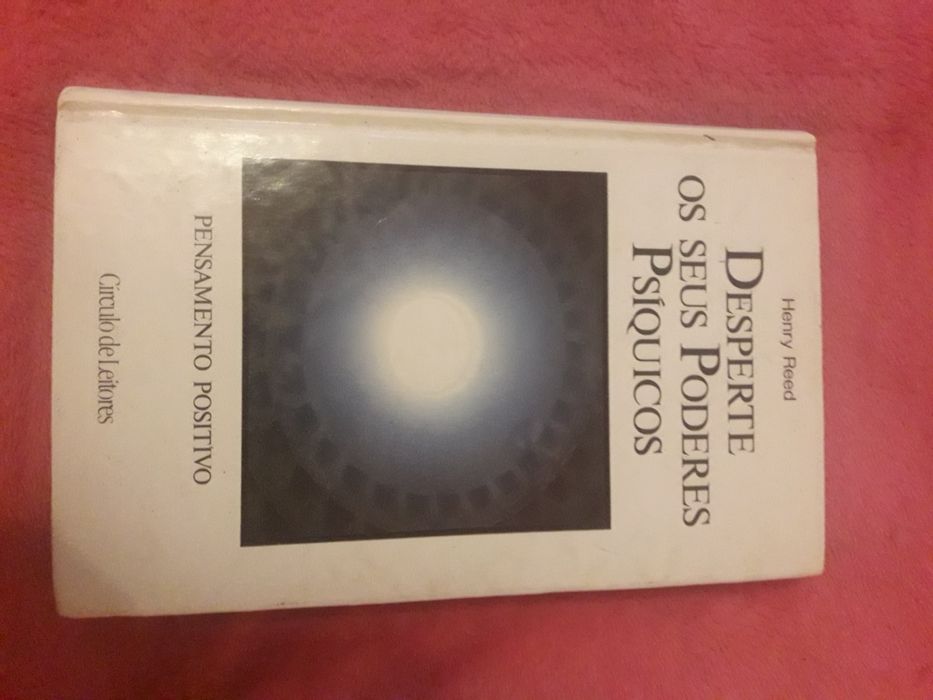 Henry Reed
DESPERTE
OS SEUS PODERES
PSÍQUICOS
PENSAMENTO POSITIVO
Círculo de Leitores